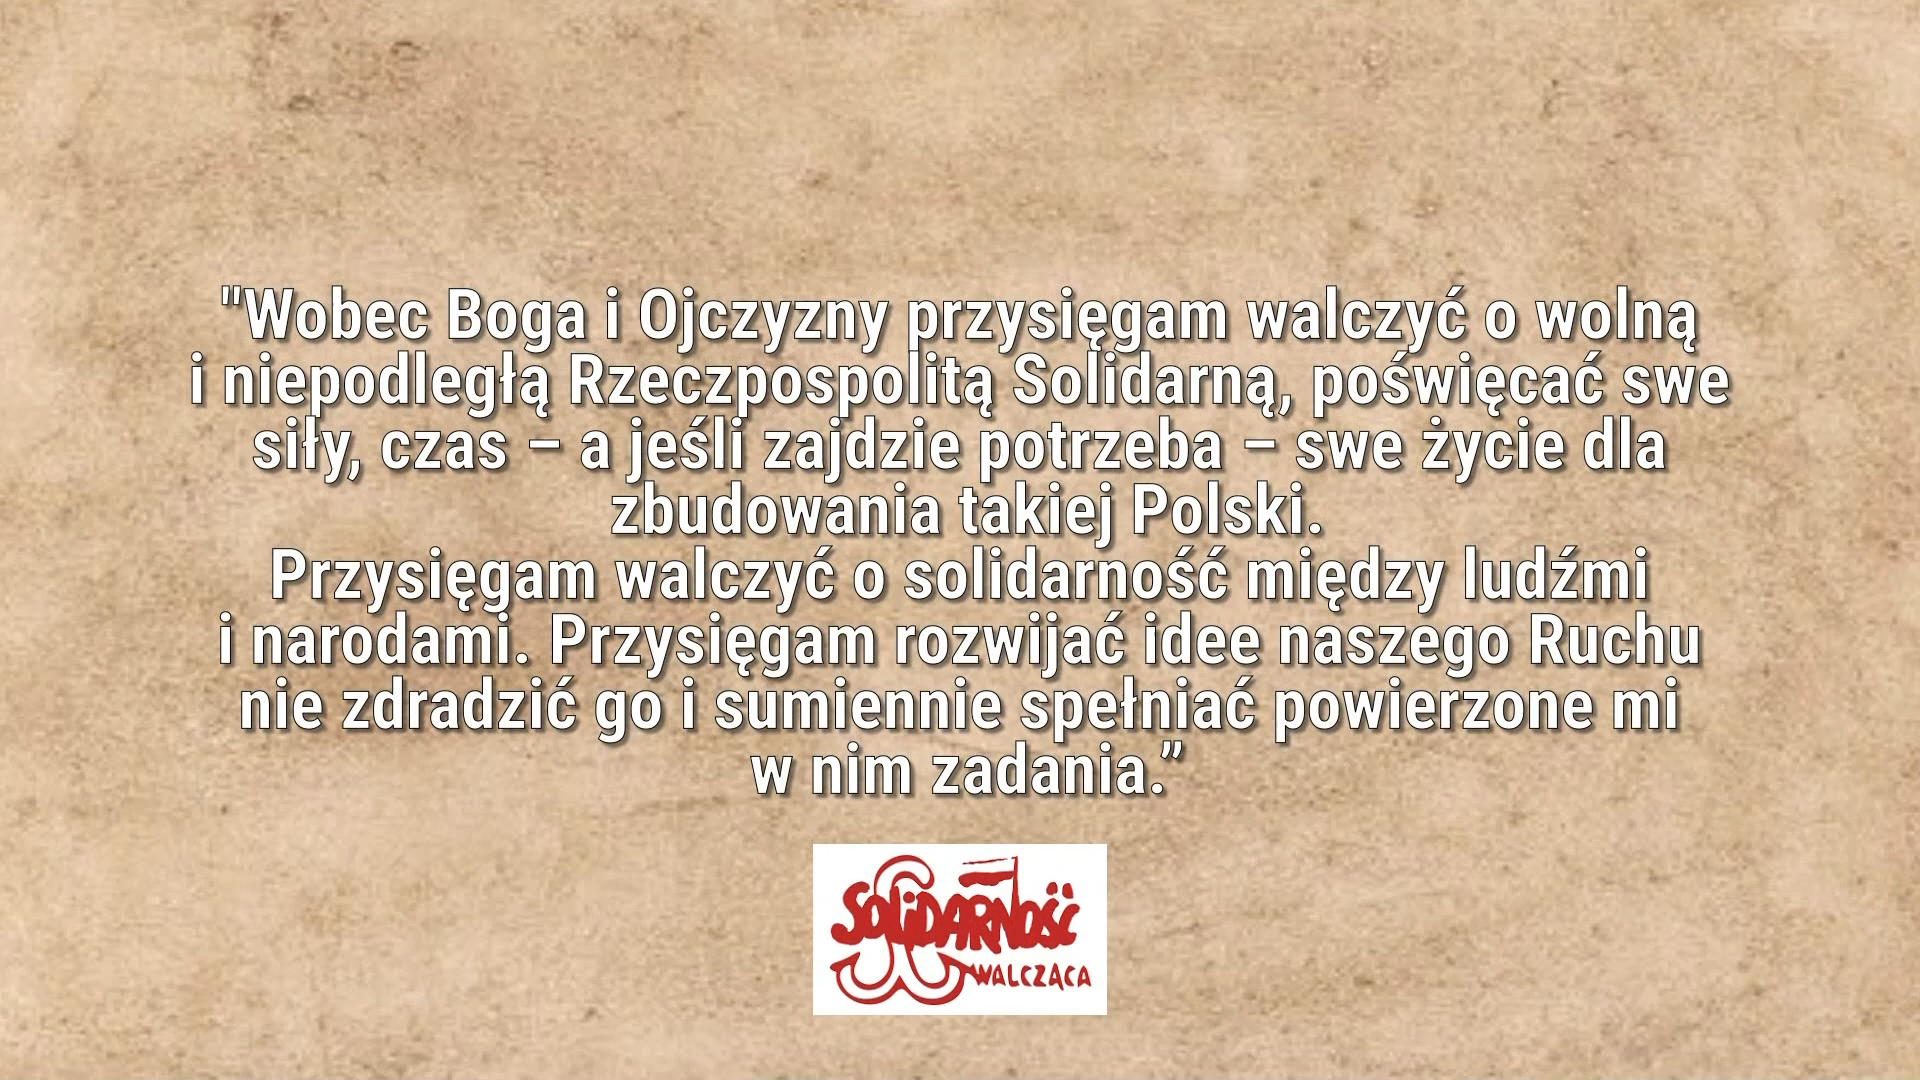 "Wobec Boga i Ojczyzny przysięgam walczyć o wolną
i niepodległą Rzeczpospolitą Solidarną, poświęcać swe
siły, czas – a jeśli zajdzie potrzeba – swe życie dla
zbudowania takiej Polski.
Przysięgam walczyć o solidarność między ludźmi
i narodami. Przysięgam rozwijać idee naszego Ruchu
nie zdradzić go i sumiennie spełniać powierzone mi
w nim zadania.”
SOLiDARNOŚĆ
WALCZĄCA